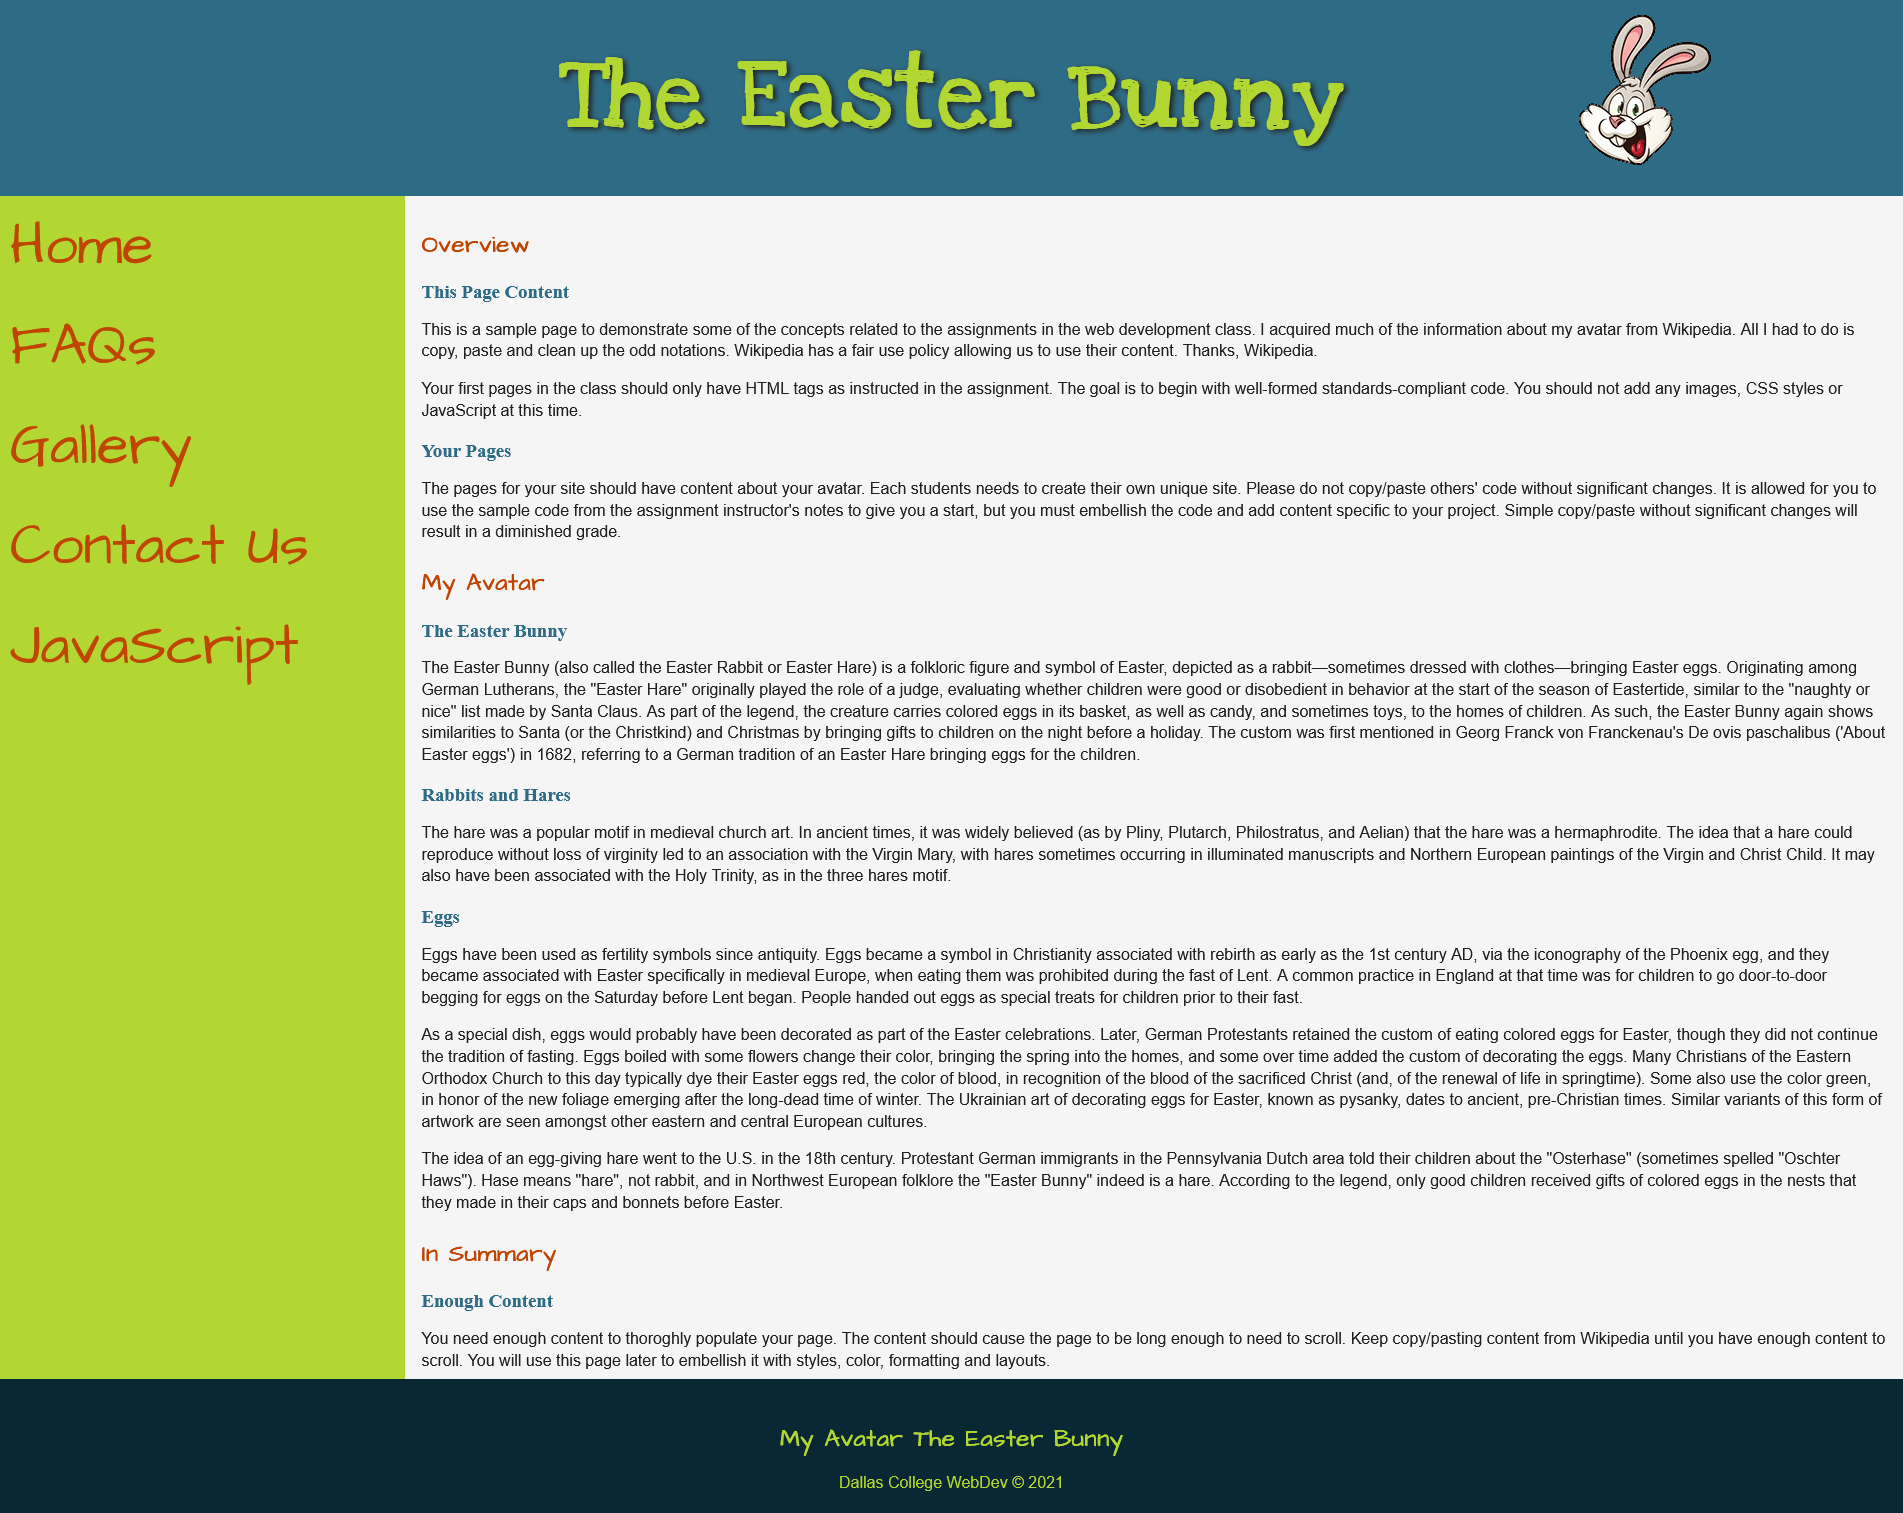 The Easter Bunny
Home
FAQs
Gallery
Contact Us
JavaScript
Overview
This Page Content
This is a sample page to demonstrate some of the concepts related to the assignments in the web development class. I acquired much of the information about my avatar from Wikipedia. All I had to do is
copy, paste and clean up the odd notations. Wikipedia has a fair use policy allowing us to use their content. Thanks, Wikipedia.
Your first pages in the class should only have HTML tags as instructed in the assignment. The goal is to begin with well-formed standards-compliant code. You should not add any images, CSS styles or
JavaScript at this time.
Your Pages
The pages for your site should have content about your avatar. Each students needs to create their own unique site. Please do not copy/paste others' code without significant changes. It is allowed for you to
use the sample code from the assignment instructor's notes to give you a start, but you must embellish the code and add content specific to your project. Simple copy/paste without significant changes will
result in a diminished grade.
My Avatar
The Easter Bunny
The Easter Bunny (also called the Easter Rabbit or Easter Hare) is a folkloric figure and symbol of Easter, depicted as a rabbit—sometimes dressed with clothes—bringing Easter eggs. Originating among
German Lutherans, the "Easter Hare" originally played the role of a judge, evaluating whether children were good or disobedient in behavior at the start of the season of Eastertide, similar to the "naughty or
nice" list made by Santa Claus. As part of the legend, the creature carries colored eggs in its basket, as well as candy, and sometimes toys, to the homes of children. As such, the Easter Bunny again shows
similarities to Santa (or the Christkind) and Christmas by bringing gifts to children on the night before a holiday. The custom was first mentioned in Georg Franck von Franckenau's De ovis paschalibus ('About
Easter eggs') in 1682, referring to a German tradition of an Easter Hare bringing eggs for the children.
Rabbits and Hares
The hare was a popular motif in medieval church art. In ancient times, it was widely believed (as by Pliny, Plutarch, Philostratus, and Aelian) that the hare was a hermaphrodite. The idea that a hare could
reproduce without loss of virginity led to an association with the Virgin Mary, with hares sometimes occurring in illuminated manuscripts and Northern European paintings of the Virgin and Christ Child. It may
also have been associated with the Holy Trinity, as in the three hares motif.
Eggs
Eggs have been used as fertility symbols since antiquity. Eggs became a symbol in Christianity associated with rebirth as early as the 1st century AD, via the iconography of the Phoenix egg, and they
became associated with Easter specifically in medieval Europe, when eating them was prohibited during the fast of Lent. A common practice in England at that time was for children to go door-to-door
begging for eggs on the Saturday before Lent began. People handed out eggs as special treats for children prior to their fast.
As a special dish, eggs would probably have been decorated as part of the Easter celebrations. Later, German Protestants retained the custom of eating colored eggs for Easter, though they did not continue
the tradition of fasting. Eggs boiled with some flowers change their color, bringing the spring into the homes, and some over time added the custom of decorating the eggs. Many Christians of the Eastern
Orthodox Church to this day typically dye their Easter eggs red, the color of blood, in recognition of the blood of the sacrificed Christ (and, of the renewal of life in springtime). Some also use the color green,
in honor of the new foliage emerging after the long-dead time of winter. The Ukrainian art of decorating eggs for Easter, known as pysanky, dates to ancient, pre-Christian times. Similar variants of this form of
artwork are seen amongst other eastern and central European cultures.
The idea of an egg-giving hare went to the U.S. in the 18th century. Protestant German immigrants in the Pennsylvania Dutch area told their children about the "Osterhase" (sometimes spelled "Oschter
Haws"). Hase means "hare", not rabbit, and in Northwest European folklore the "Easter Bunny" indeed is a hare. According to the legend, only good children received gifts of colored eggs in the nests that
they made in their caps and bonnets before Easter.
In Summary
Enough Content
You need enough content to thoroghly populate your page. The content should cause the page to be long enough to need to scroll. Keep copy/pasting content from Wikipedia until you have enough content to
scroll. You will use this page later to embellish it with styles, color, formatting and layouts.
My Avatar The Easter Bunny
Dallas College WebDev © 2021